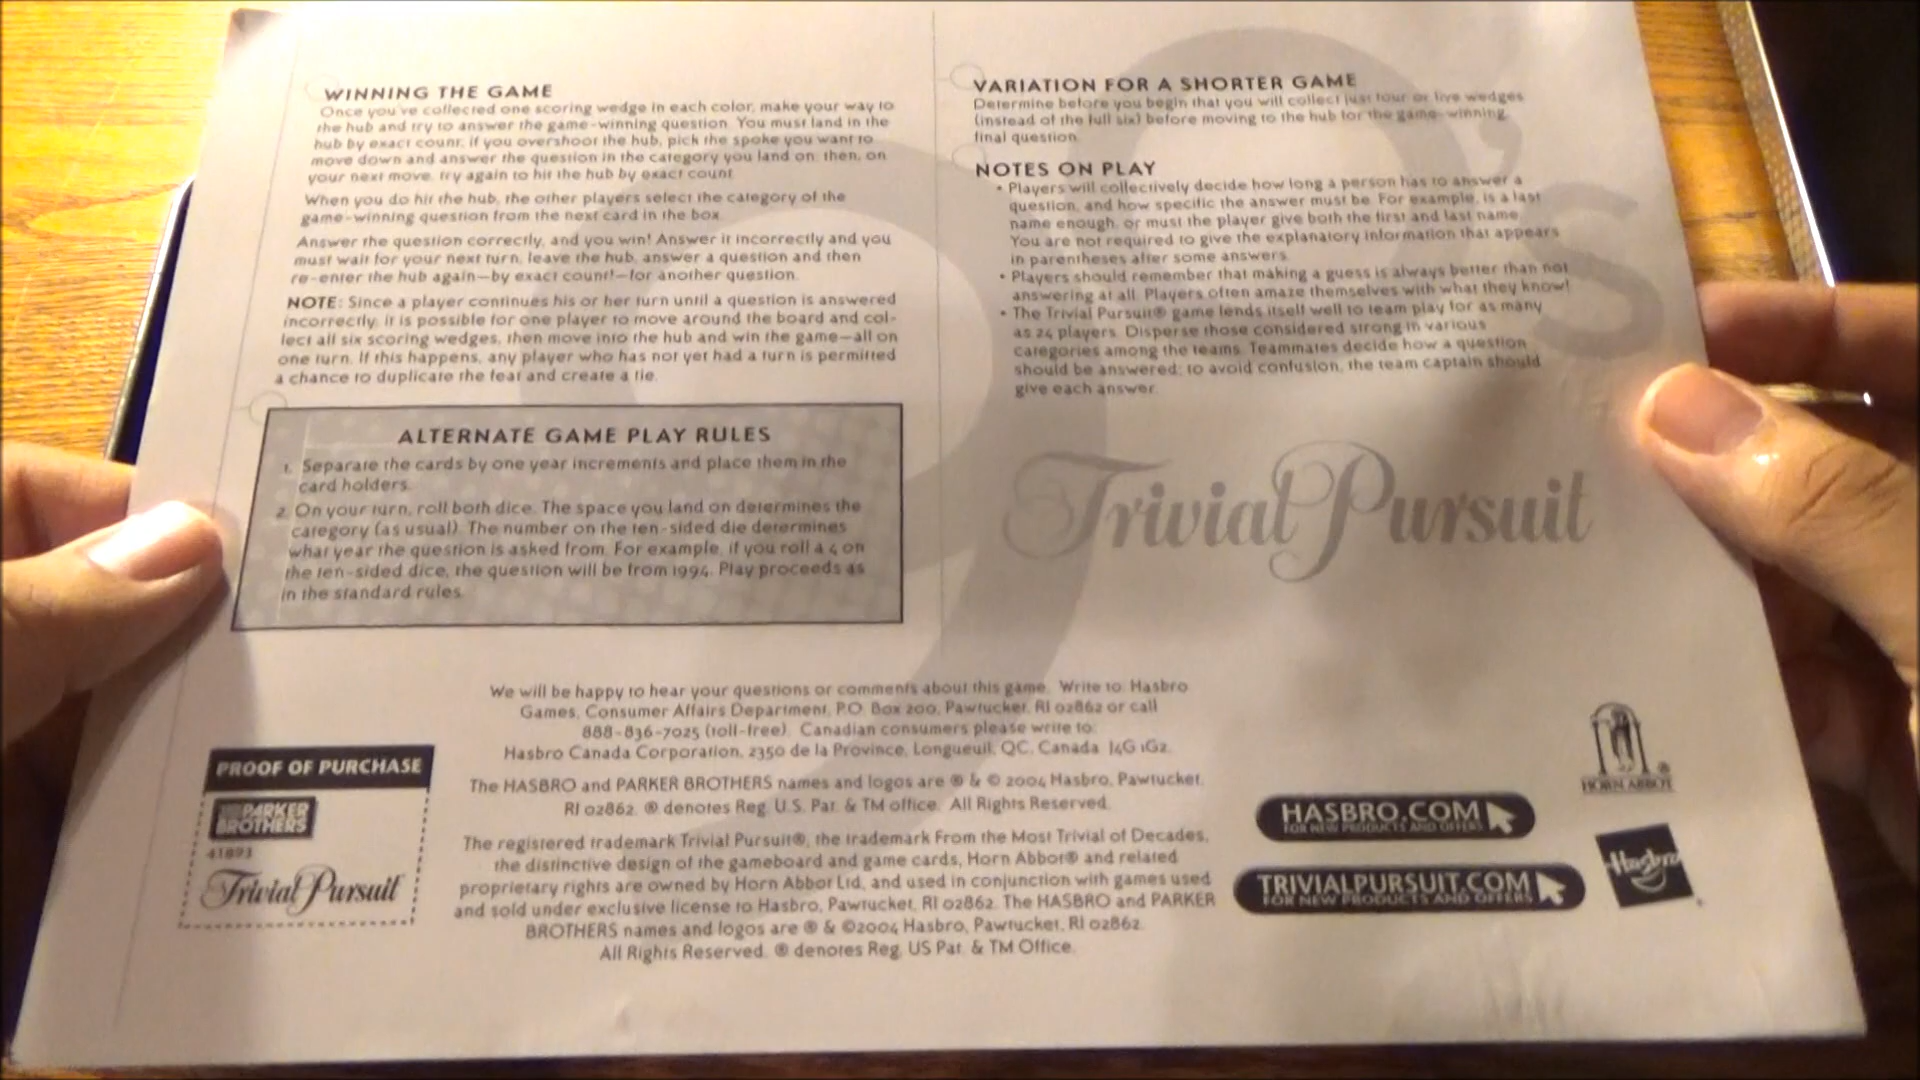 WINNING THE GAME
Once you've collected one scoring wedge in each color, make your way to
the hub and try to answer the game-winning question. You must land in the
hub by exact count; if you overshoot the hub, pick the spoke you want to
move down and answer the question in the category you land on; then, on
your next move, try again to hit the hub by exact count.
When you do hit the hub, the other players select the category of the
game-winning question from the next card in the box.
Answer the question correctly, and you win! Answer it incorrectly and you
must wait for your next turn, leave the hub, answer a question and then
re-enter the hub again—by exact count!—for another question.
NOTE: Since a player continues his or her turn until a question is answered
incorrectly, it is possible for one player to move around the board and col-
lect all six scoring wedges, then move into the hub and win the game—all on
one turn. If this happens, any player who has not yet had a turn is permitted
a chance to duplicate the feat and create a tie.
ALTERNATE GAME PLAY RULES
1. Separate the cards by one year increments and place them in the
card holders.
2. On your turn, roll both dice. The space you land on determines the
category (as usual). The number on the ten-sided die determines
what year the question is asked from. For example, if you roll a 4 on
the ten-sided dice, the question will be from 1994. Play proceeds as
in the standard rules.
VARIATION FOR A SHORTER GAME
Determine before you begin that you will collect just four or five wedges
(instead of the full six) before moving to the hub for the game-winning,
final question.
NOTES ON PLAY
• Players will collectively decide how long a person has to answer a
question, and how specific the answer must be. For example, is a last
name enough, or must the player give both the first and last name.
You are not required to give the explanatory information that appears
in parentheses after some answers.
• Players should remember that making a guess is always better than not
answering at all. Players often amaze themselves with what they know!
• The Trivial Pursuit® game lends itself well to team play for as many
as 24 players. Disperse those considered strong in various
categories among the teams. Teammates decide how a question
should be answered; to avoid confusion, the team captain should
give each answer.
90's
Trivial Pursuit
We will be happy to hear your questions or comments about this game. Write to: Hasbro
Games, Consumer Affairs Department, P.O. Box 200, Pawtucket, RI 02862 or call
888-836-7025 (toll-free). Canadian consumers please write to:
Hasbro Canada Corporation, 2350 de la Province, Longueuil, QC, Canada J4G 1G2.
The HASBRO and PARKER BROTHERS names and logos are ® & © 2004 Hasbro, Pawtucket,
RI 02862. ® denotes Reg. U.S. Pat. & TM office. All Rights Reserved.
The registered trademark Trivial Pursuit®, the trademark From the Most Trivial of Decades,
the distinctive design of the gameboard and game cards, Horn Abbot® and related
proprietary rights are owned by Horn Abbot Ltd, and used in conjunction with games used
and sold under exclusive license to Hasbro, Pawtucket, RI 02862. The HASBRO and PARKER
BROTHERS names and logos are ® & ©2004 Hasbro, Pawtucket, RI 02862.
All Rights Reserved. ® denotes Reg. US Pat. & TM Office.
PROOF OF PURCHASE
PARKER
BROTHERS
41893
Trivial Pursuit
HASBRO.COM
FOR NEW PRODUCTS AND OFFERS
TRIVIALPURSUIT.COM
FOR NEW PRODUCTS AND OFFERS
HORN ABBOT ®
Hasbro